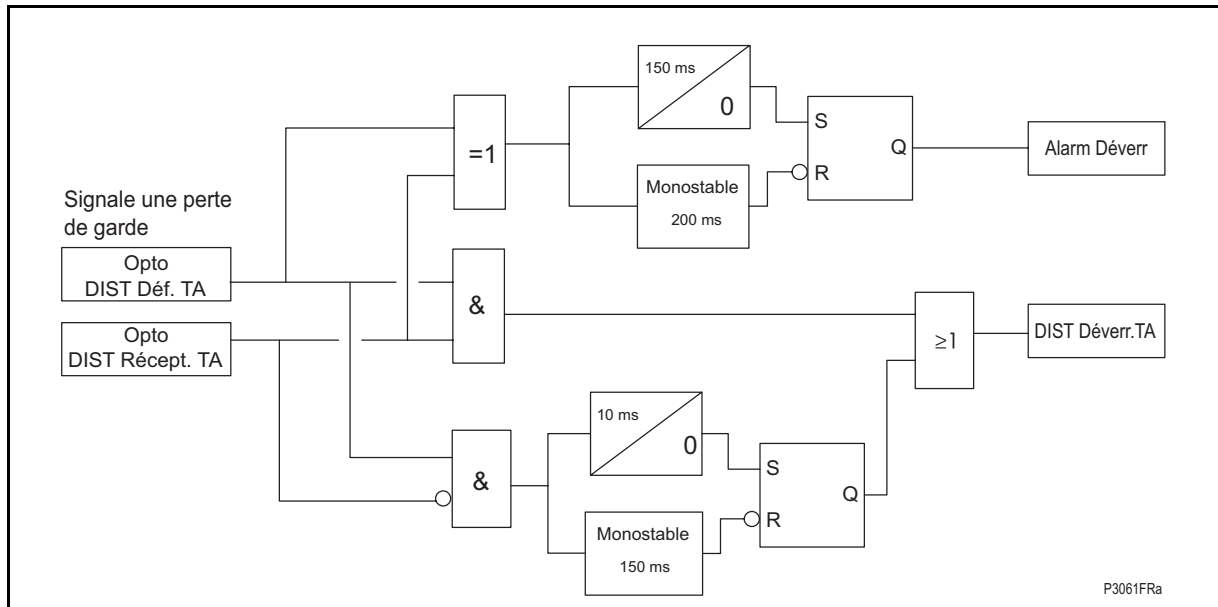 150 ms
0
S
R
Q
Alarm Déverr
=1
Monostable
200 ms
Signale une perte
de garde
Opto
DIST Déf. TA
Opto
DIST Récept. TA
&
≥1
DIST Déverr.TA
&
10 ms
0
S
R
Q
Monostable
150 ms
P3061FRa